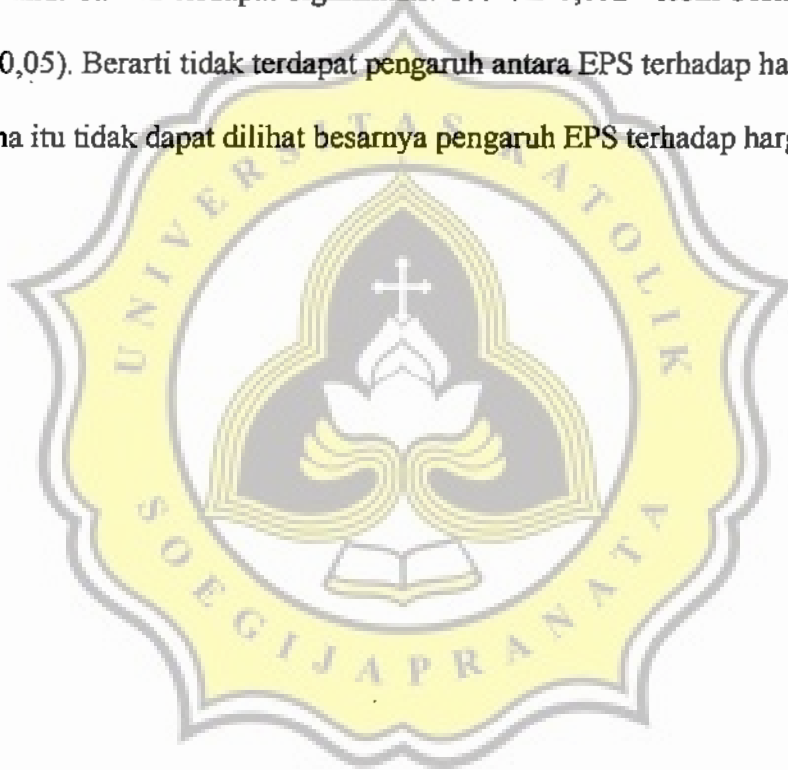 0,05). Berarti tidak terdapat pengaruh antara EPS terhadap ha
na itu tidak dapat dilihat besarnya pengaruh EPS terhadap harg
UNIVERSITAS KATOLIK
SOEGIJAPRANATA